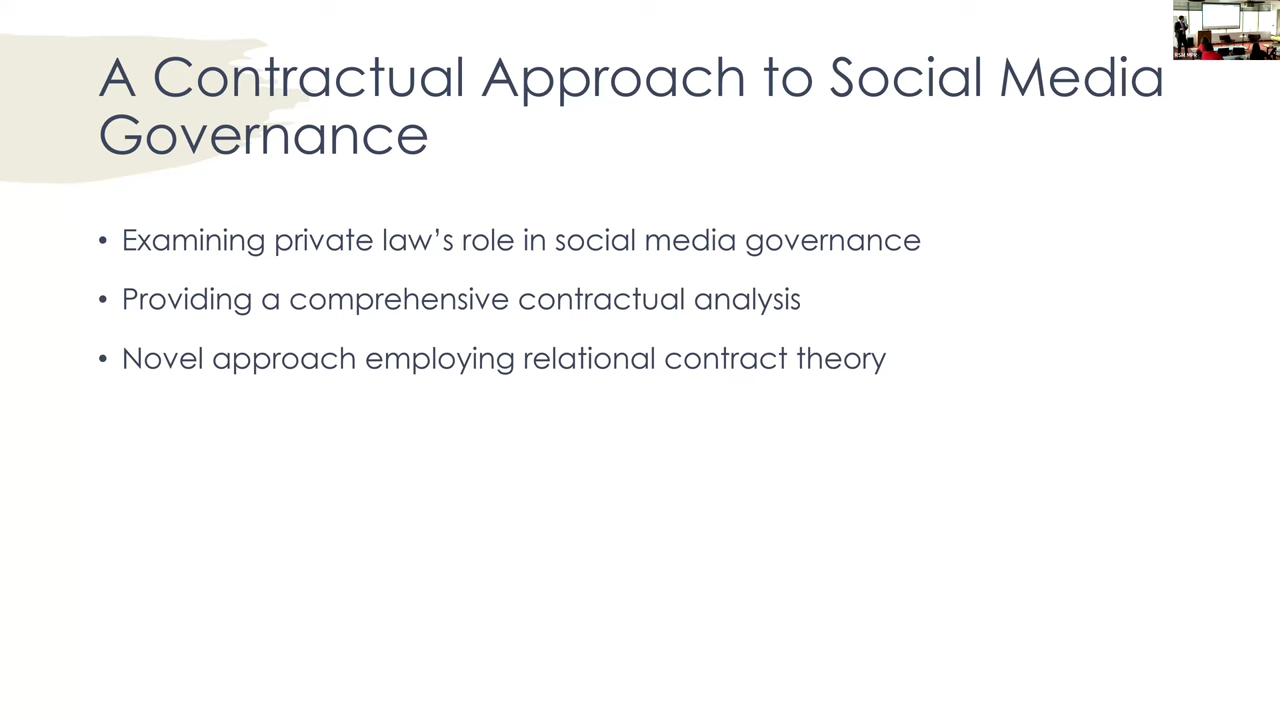 A Contractual Approach to Social Media
Governance
• Examining private law's role in social media governance
• Providing a comprehensive contractual analysis
• Novel approach employing relational contract theory